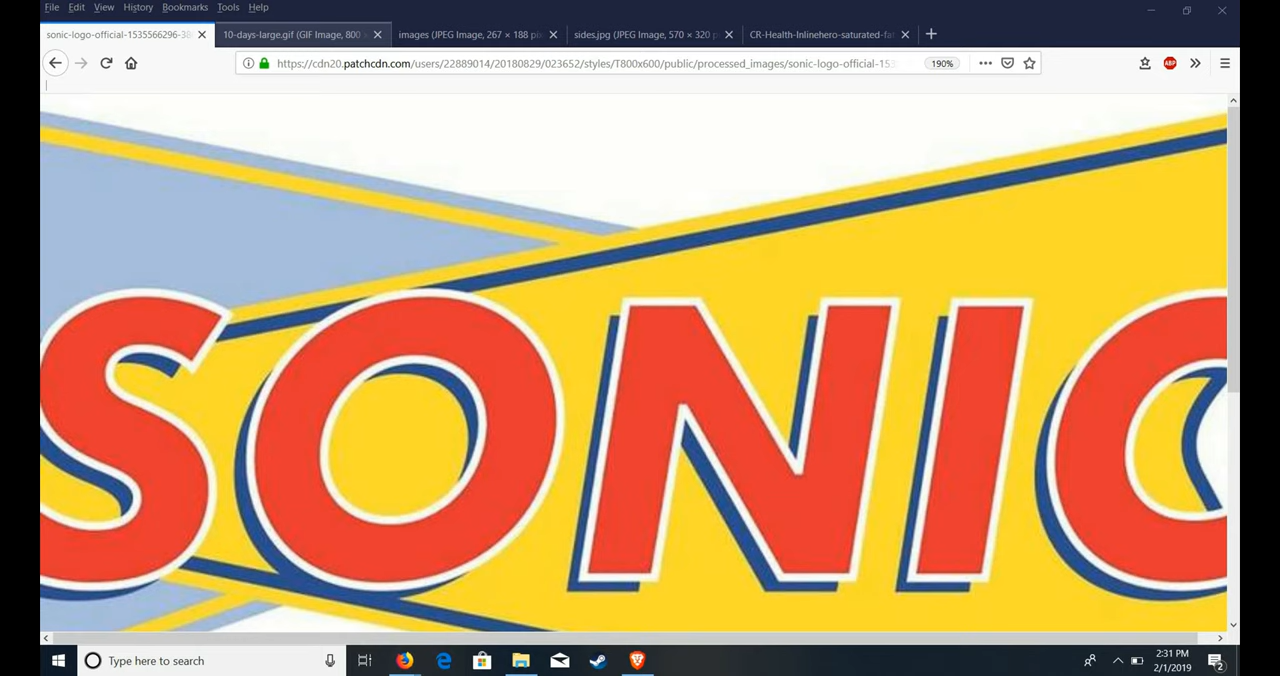 File Edit View History Bookmarks Tools Help
sonic-logo-official-1535566296-38 10-days-large.gif (GIF Image, 800 × images (JPEG Image, 267 × 188 pi sides.jpg (JPEG Image, 570 × 320 p CR-Health-Inlinehero-saturated-fa
https://cdn20.patchcdn.com/users/22889014/20180829/023652/styles/T800x600/public/processed_images/sonic-logo-official-153 190% ABP
SONIC
Type here to search
2:31 PM
2/1/2019
2